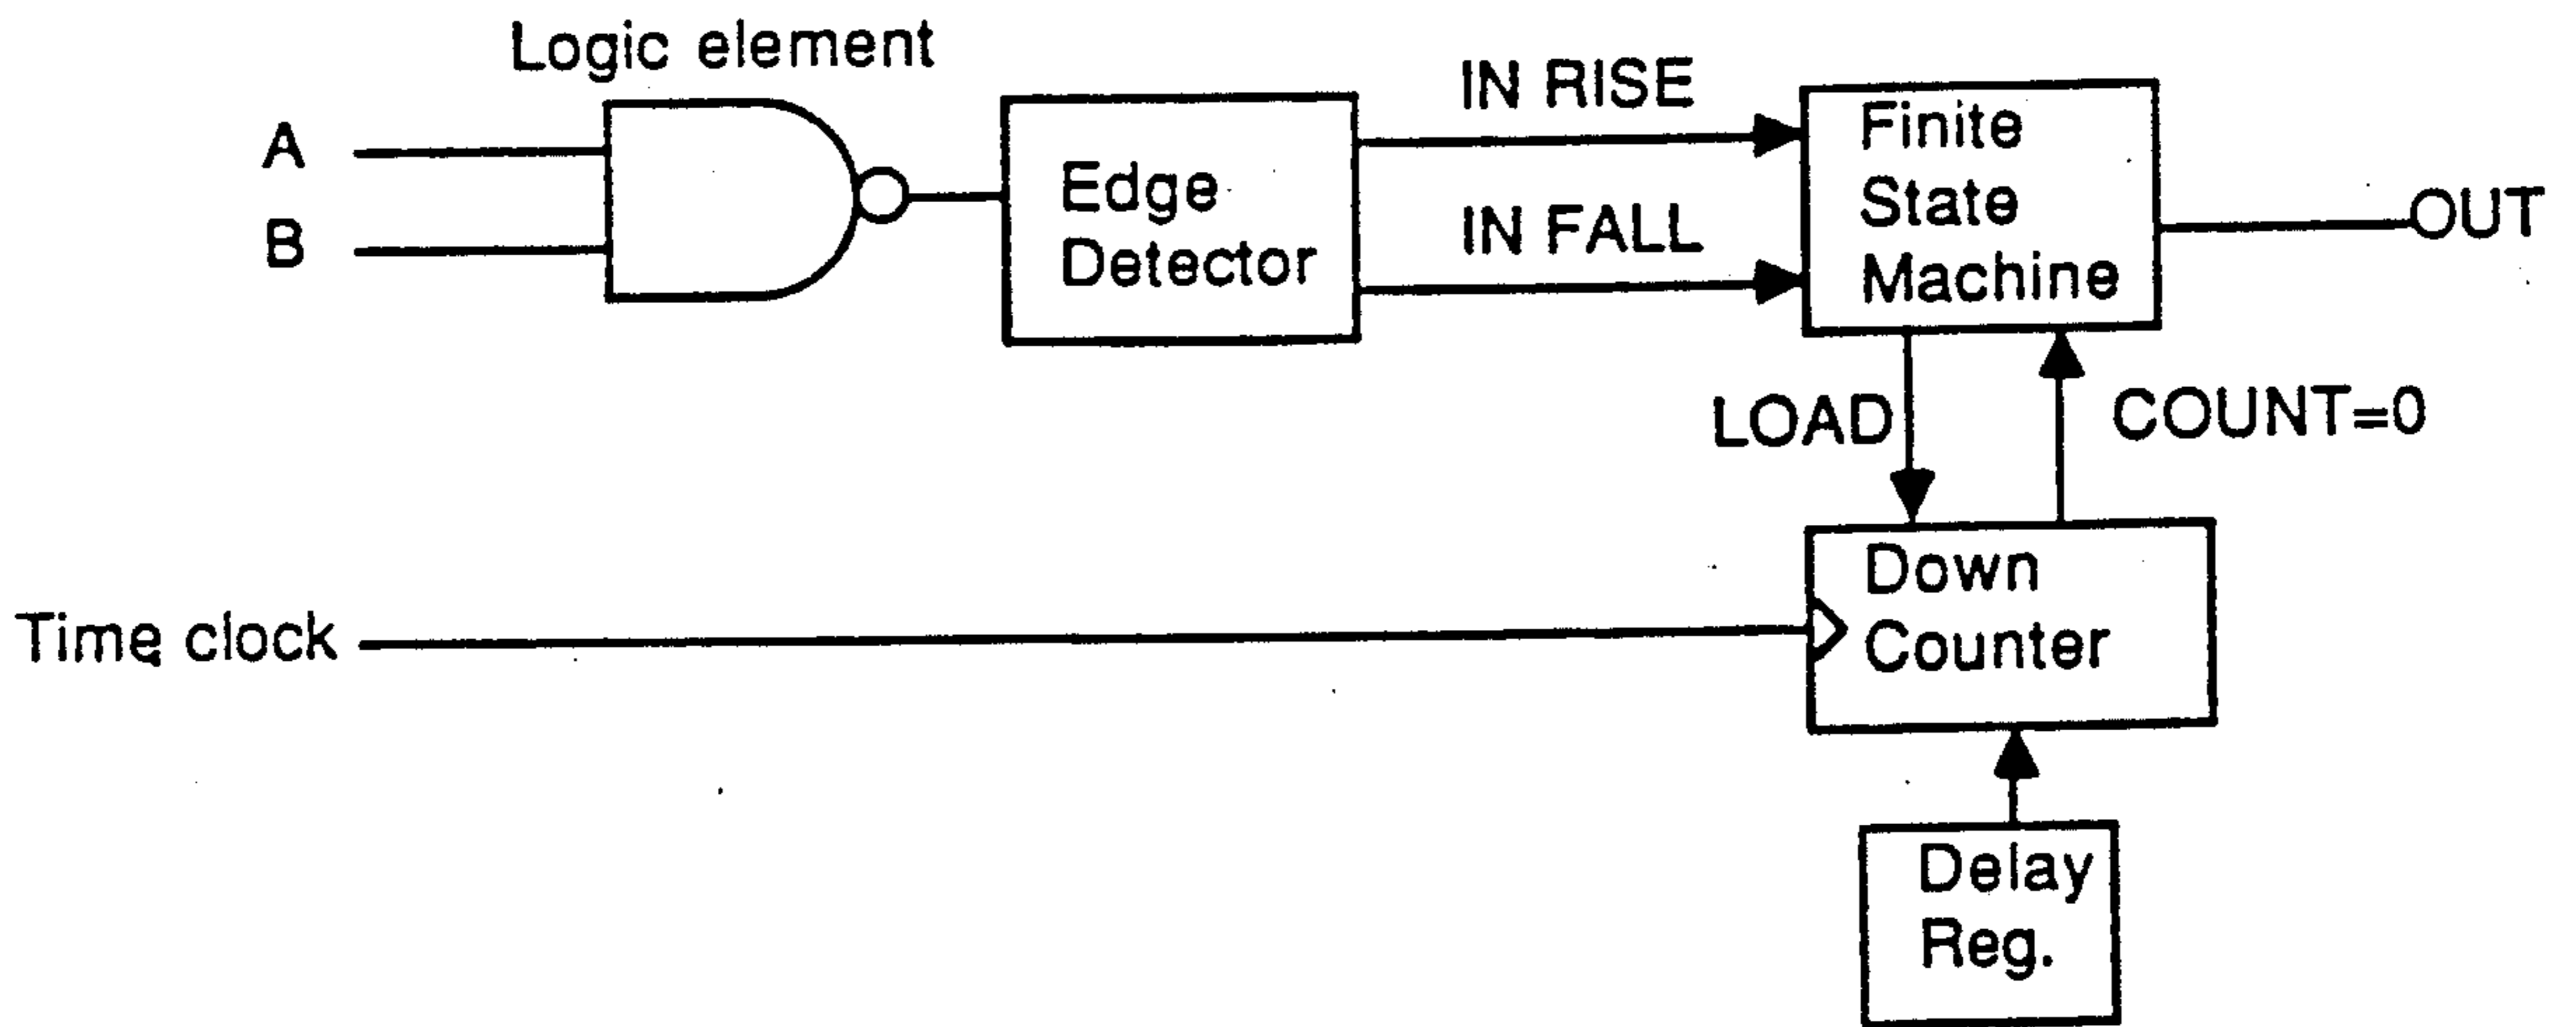 Logic element
A
B
Edge
Detector
IN RISE
IN FALL
Finite
State
Machine
OUT
LOAD
COUNT=0
Time clock
Down
Counter
Delay
Reg.